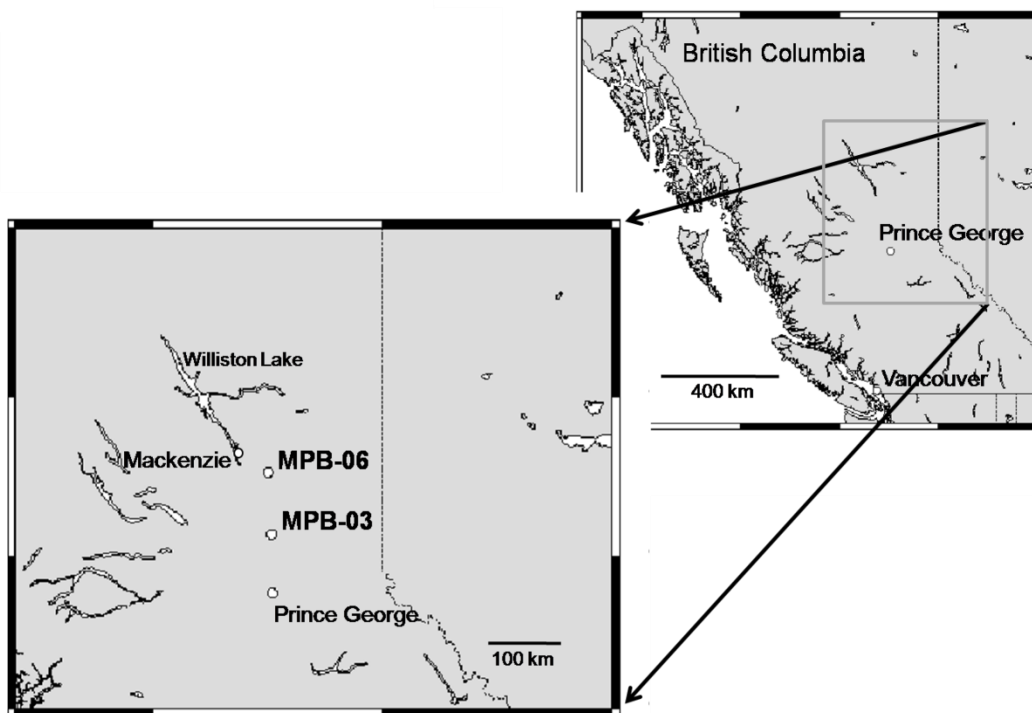 British Columbia
Prince George
400 km
Vancouver
Williston Lake
Mackenzie
MPB-06
MPB-03
Prince George
100 km